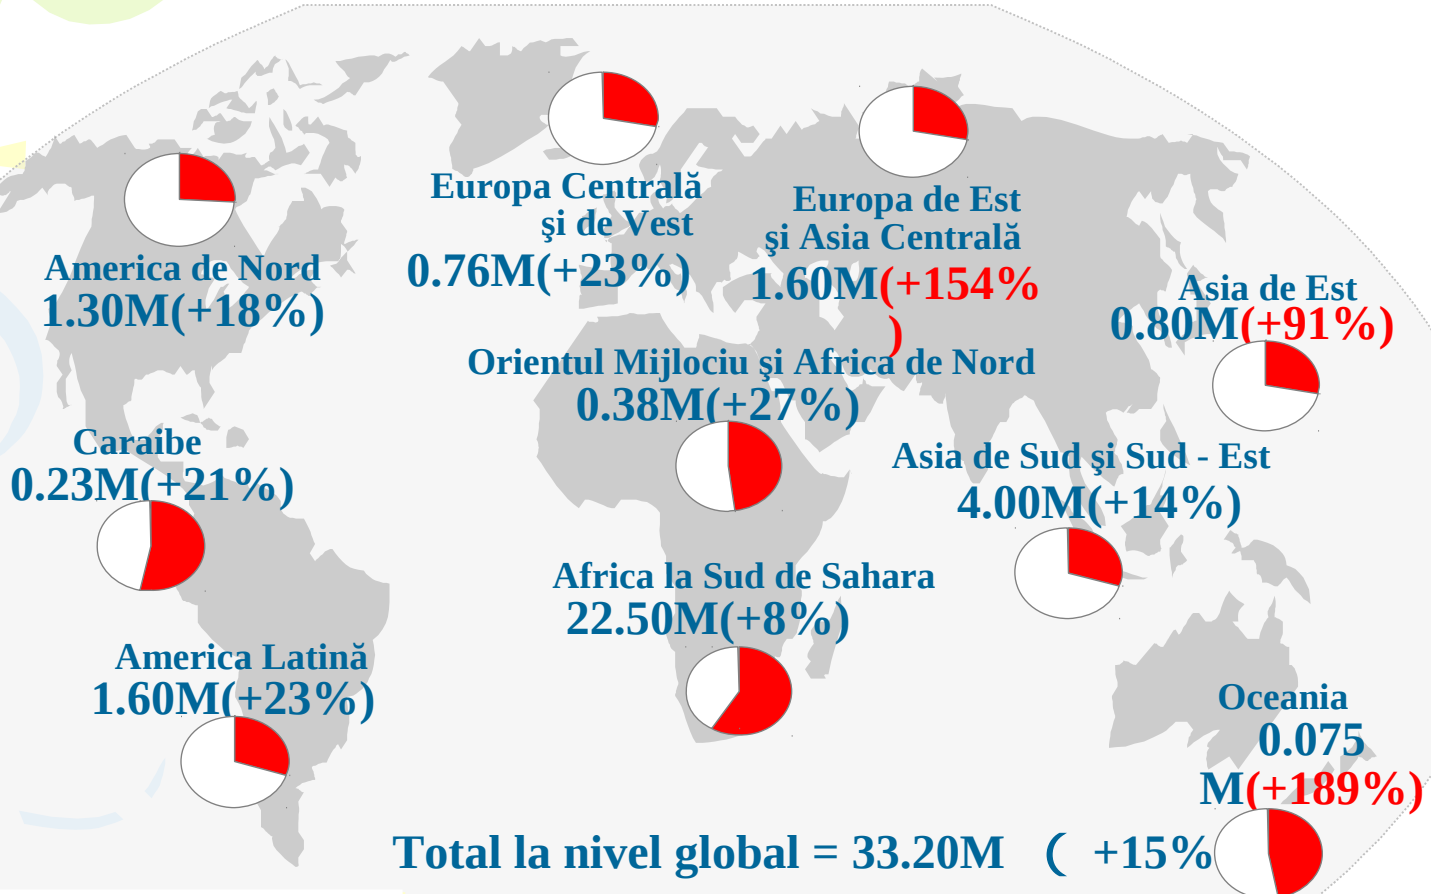 Europa Centrală
şi de Vest
0.76M(+23%)
Europa de Est
şi Asia Centrală
1.60M(+154%
)
America de Nord
1.30M(+18%)
Asia de Est
0.80M(+91%)
Orientul Mijlociu şi Africa de Nord
0.38M(+27%)
Caraibe
0.23M(+21%)
Asia de Sud şi Sud - Est
4.00M(+14%)
Africa la Sud de Sahara
22.50M(+8%)
America Latină
1.60M(+23%)
Oceania
0.075
M(+189%)
Total la nivel global = 33.20M ( +15%